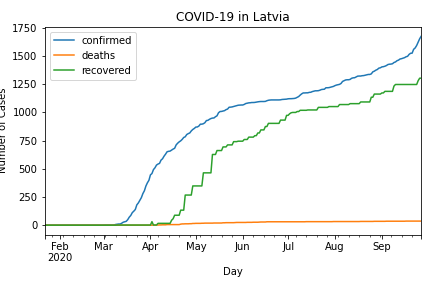 COVID-19 in Latvia
confirmed
deaths
recovered
1750
1500
1250
1000
750
500
250
0
Number of Cases
Feb
2020
Mar
Apr
May
Jun
Jul
Aug
Sep
Day